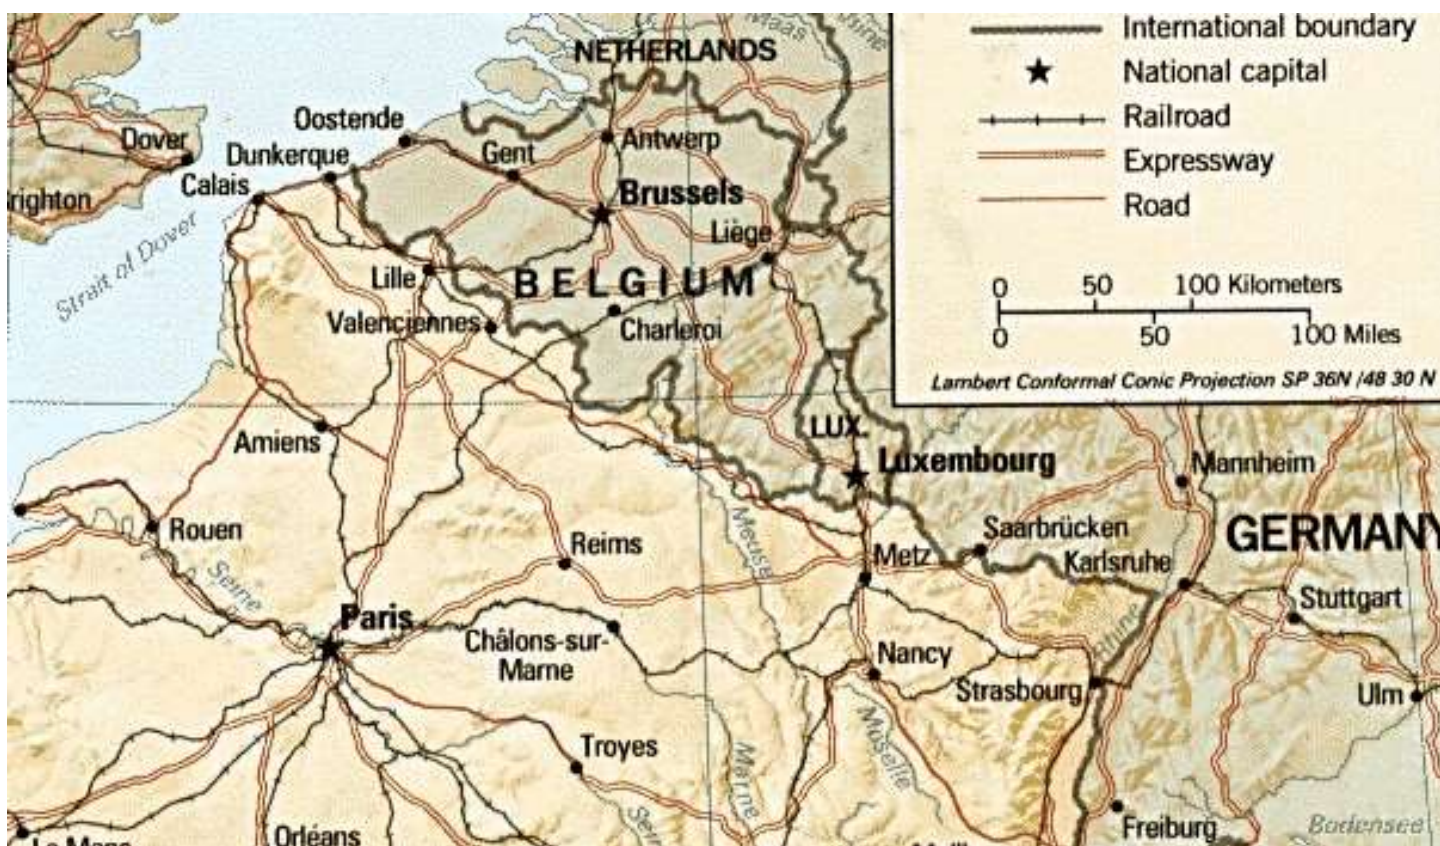 International boundary
National capital
Railroad
Expressway
Road
0 50 100 Kilometers
0 50 100 Miles
Lambert Conformal Conic Projection SP 36N /48 30 N
Maas
NETHERLANDS
Oostende
Dover
Dunkerque
Gent
Antwerp
Calais
Brussels
righton
Strait of Dover
Liège
Lille
BELGIUM
Valenciennes
Charleroi
Amiens
LUX.
Luxembourg
Mannheim
Rouen
Reims
Meuse
Saarbrücken
GERMANY
Metz
Karlsruhe
Seine
Paris
Stuttgart
Châlons-sur-
Marne
Nancy
Rhine
Strasbourg
Ulm
Troyes
Marne
Moselle
Orléans
Freiburg
Bodensee